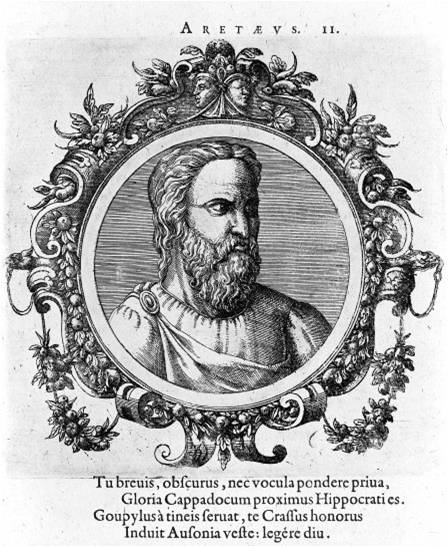 ARETÆVS. II.
Tu breuis, obscurus, nec vocula pondere priua,
Gloria Cappadocum proximus Hippocrati es.
Goupylus à tineis seruat, te Crassus honorus
Induit Ausonia veste: legére diu.